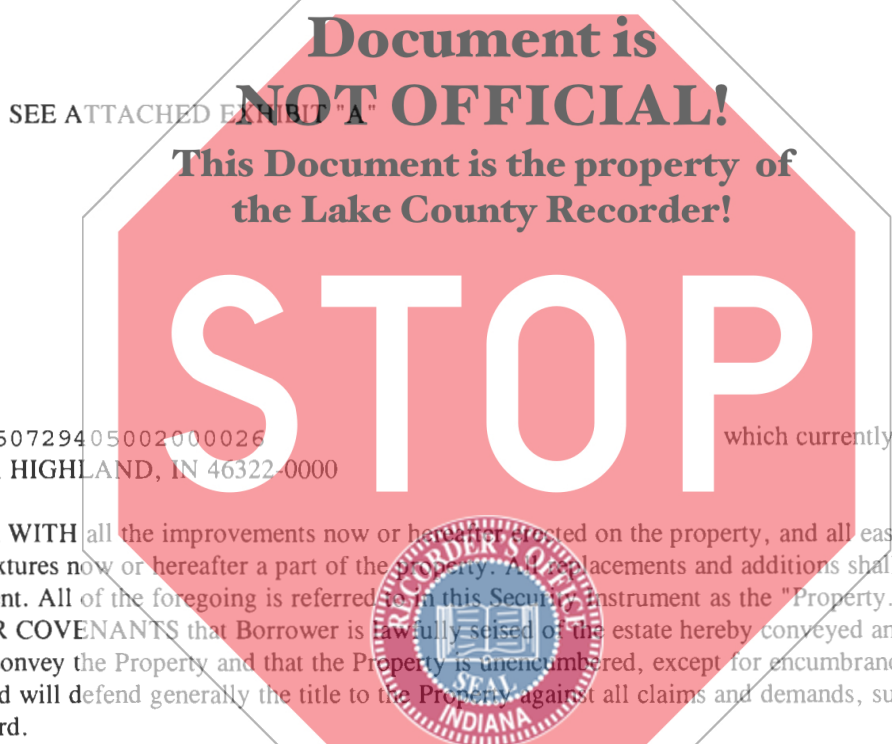 Document is
NOT OFFICIAL!
SEE ATTACHED EXHIBIT "A"
This Document is the property of
the Lake County Recorder!
STOP
50729405002000026 which currently
HIGHLAND, IN 46322-0000
WITH all the improvements now or hereafter erected on the property, and all eas
xtures now or hereafter a part of the property. All replacements and additions shal
nt. All of the foregoing is referred to in this Security Instrument as the "Property.
R COVENANTS that Borrower is lawfully seised of the estate hereby conveyed an
onvey the Property and that the Property is unencumbered, except for encumbranc
d will defend generally the title to the Property against all claims and demands, su
rd.
RECORDER'S OFFICE
SEAL
INDIANA